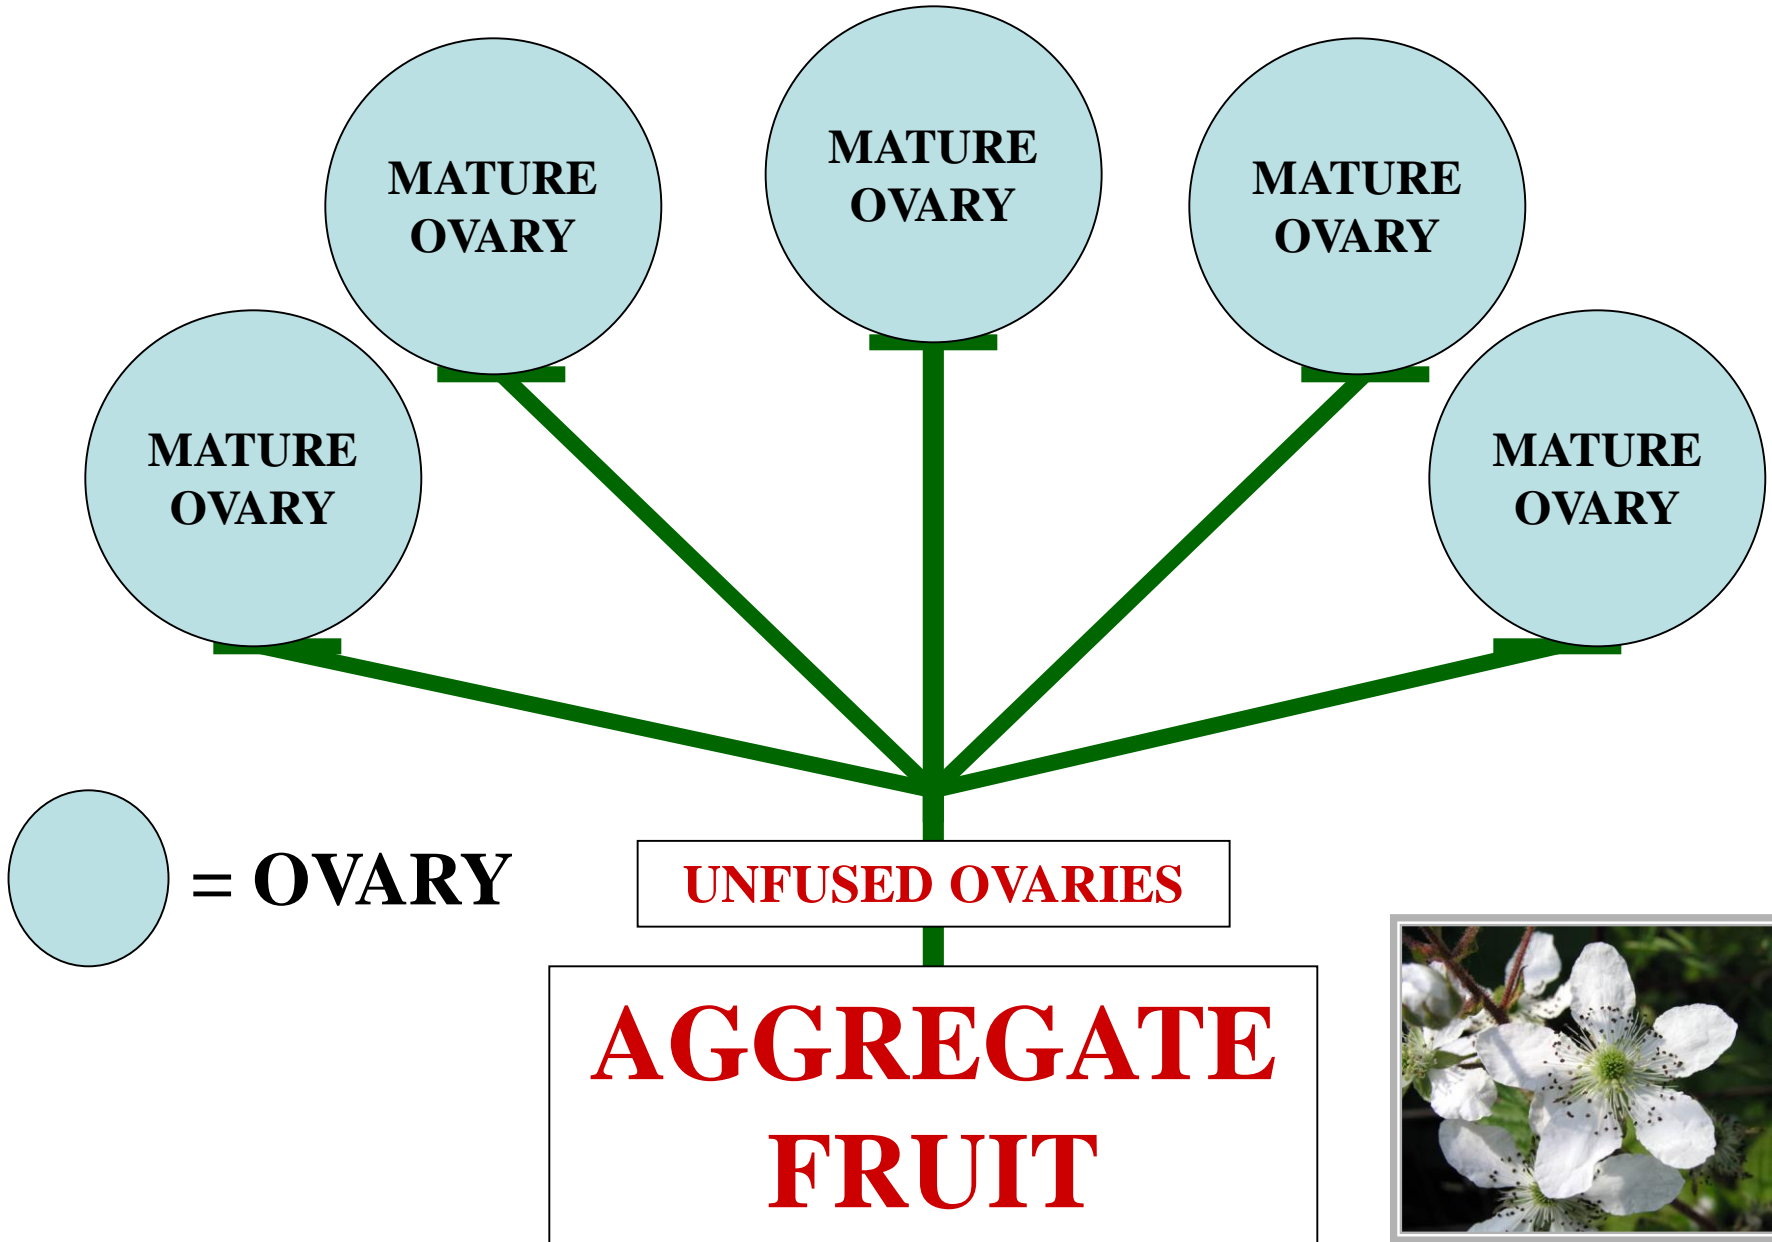 MATURE
OVARY
MATURE
OVARY
MATURE
OVARY
MATURE
OVARY
MATURE
OVARY
= OVARY
UNFUSED OVARIES
AGGREGATE
FRUIT